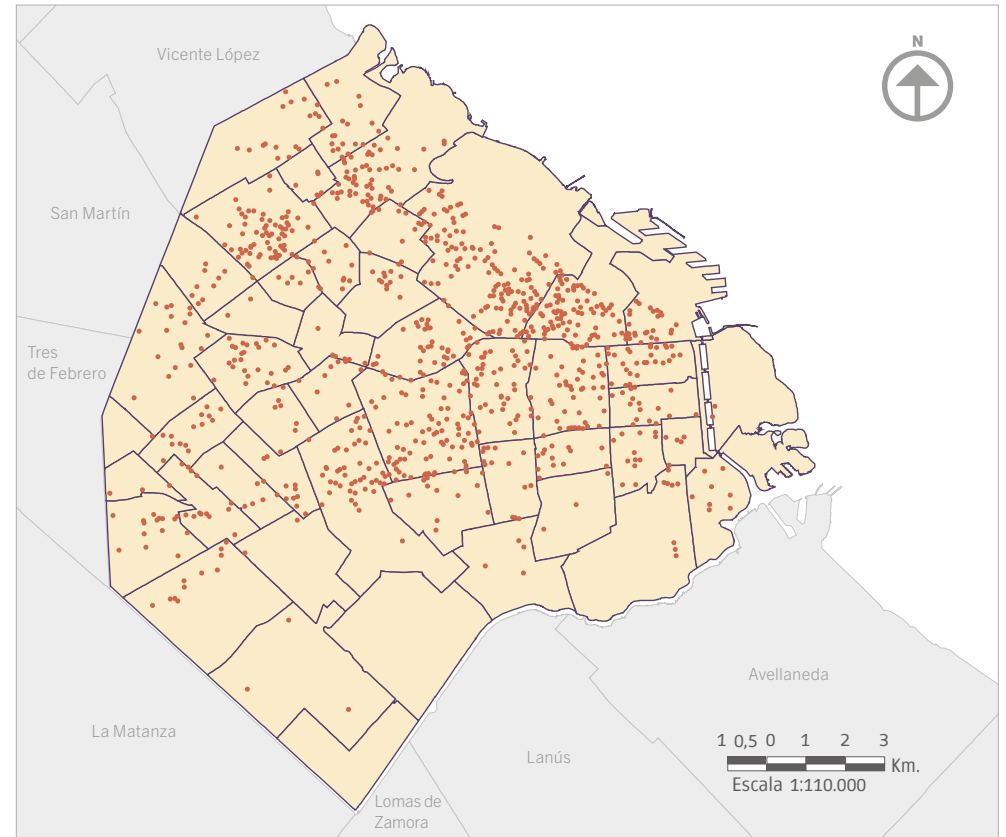 Vicente López
N
San Martín
Tres
de Febrero
Avellaneda
La Matanza
1 0,5 0 1 2 3
Km.
Lanús
Escala 1:110.000
Lomas de
Zamora